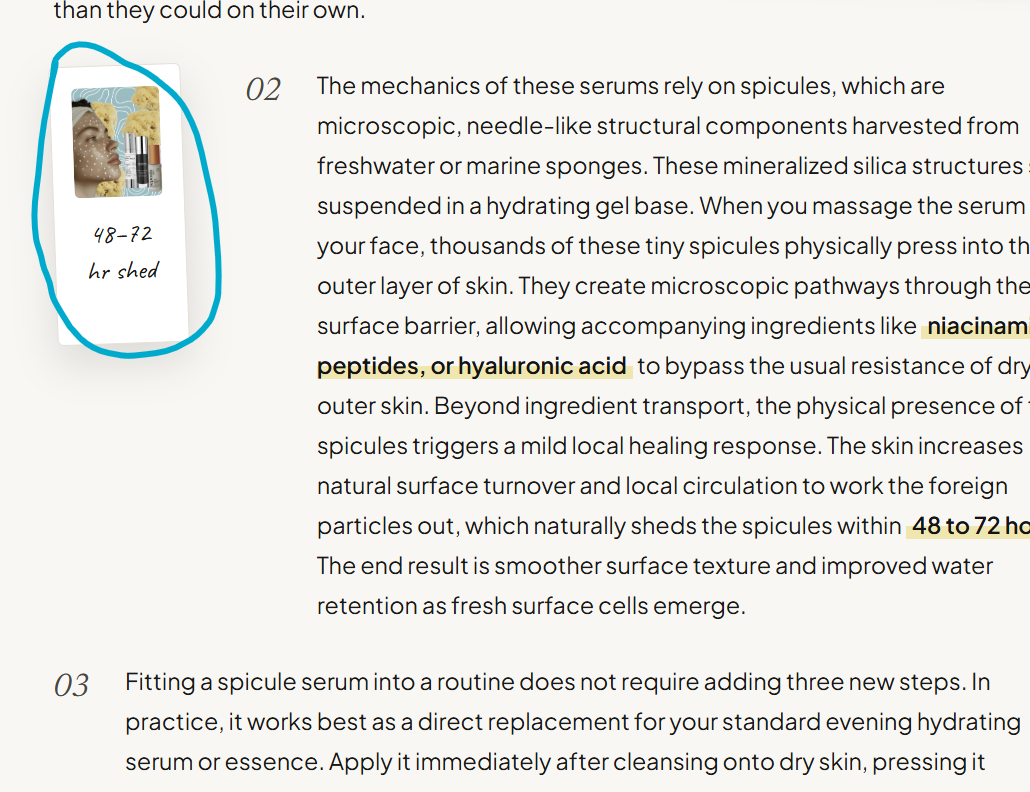 than they could on their own.
48–72
hr shed
02
The mechanics of these serums rely on spicules, which are
microscopic, needle-like structural components harvested from
freshwater or marine sponges. These mineralized silica structures
suspended in a hydrating gel base. When you massage the serum
your face, thousands of these tiny spicules physically press into
outer layer of skin. They create microscopic pathways through the
surface barrier, allowing accompanying ingredients like
peptides, or hyaluronic acid to bypass the usual resistance of dry
outer skin. Beyond ingredient transport, the physical presence of
spicules triggers a mild local healing response. The skin increases
natural surface turnover and local circulation to work the foreign
particles out, which naturally sheds the spicules within 48 to 72
The end result is smoother surface texture and improved water
retention as fresh surface cells emerge.
03
Fitting a spicule serum into a routine does not require adding three new steps. In
practice, it works best as a direct replacement for your standard evening hydrating
serum or essence. Apply it immediately after cleansing onto dry skin, pressing it